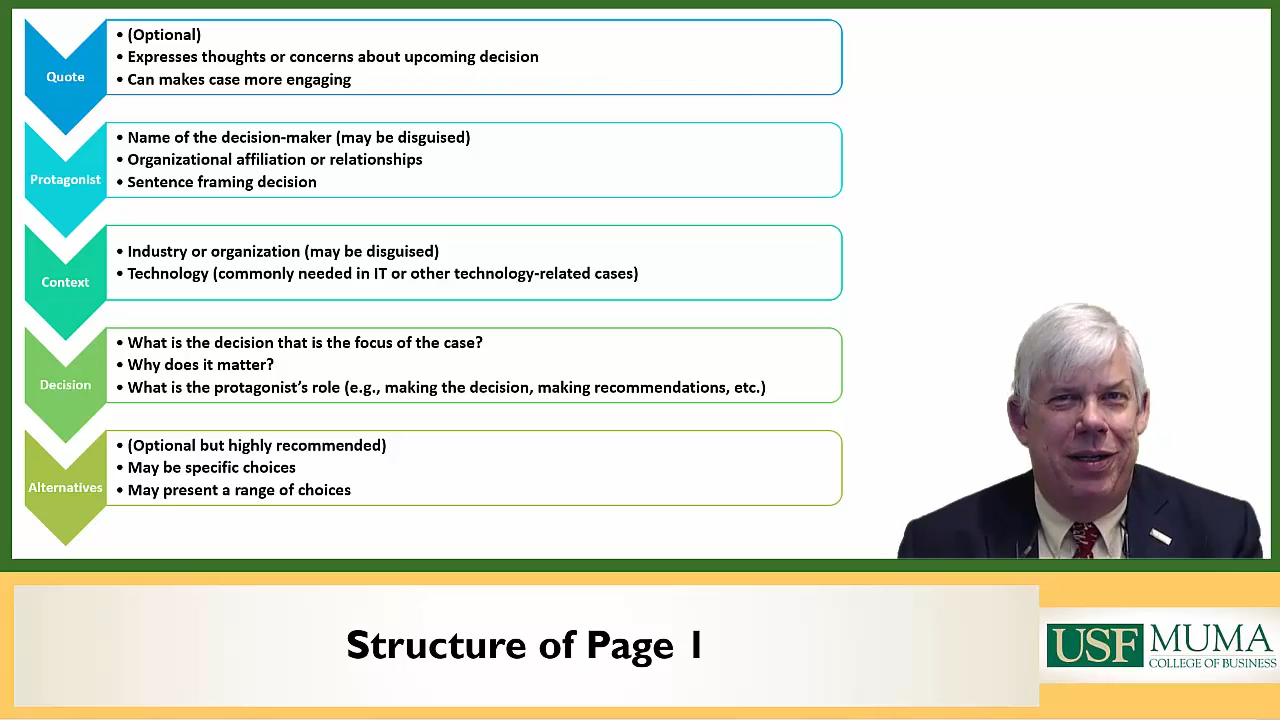 Quote
• (Optional)
• Expresses thoughts or concerns about upcoming decision
• Can makes case more engaging
Protagonist
• Name of the decision-maker (may be disguised)
• Organizational affiliation or relationships
• Sentence framing decision
Context
• Industry or organization (may be disguised)
• Technology (commonly needed in IT or other technology-related cases)
Decision
• What is the decision that is the focus of the case?
• Why does it matter?
• What is the protagonist's role (e.g., making the decision, making recommendations, etc.)
Alternatives
• (Optional but highly recommended)
• May be specific choices
• May present a range of choices
Structure of Page 1
USF MUMA
COLLEGE OF BUSINESS